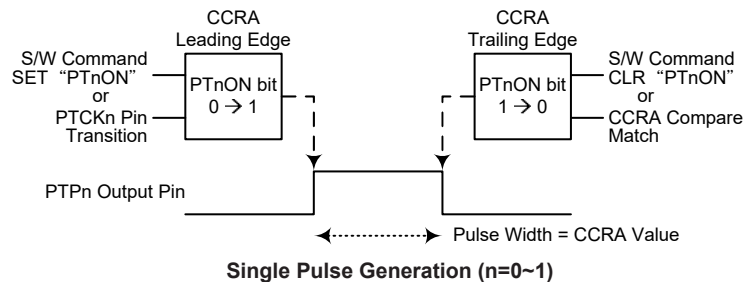 CCRA
Leading Edge
CCRA
Trailing Edge
S/W Command
SET “PTnON”
or
PTCKn Pin
Transition
PTnON bit
0 → 1
PTnON bit
1 → 0
S/W Command
CLR “PTnON”
or
CCRA Compare
Match
PTPn Output Pin
Pulse Width = CCRA Value
Single Pulse Generation (n=0~1)